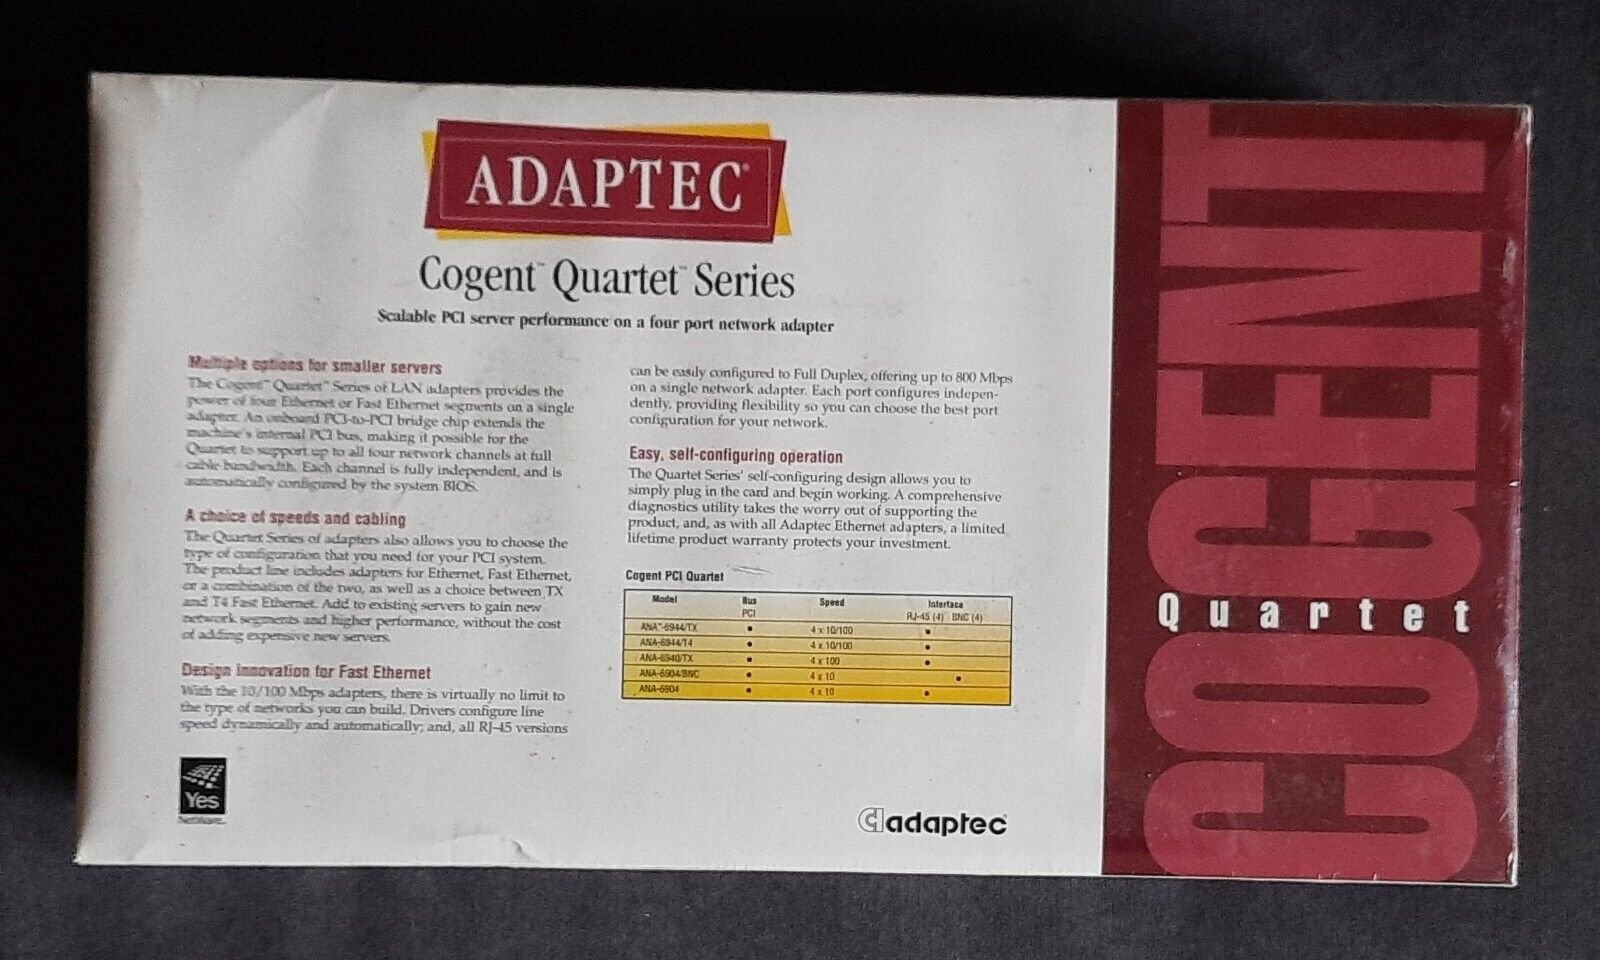 ADAPTEC®
Cogent™ Quartet™ Series
Scalable PCI server performance on a four port network adapter
Multiple options for smaller servers
The Cogent™ Quartet™ Series of LAN adapters provides the
power of four Ethernet or Fast Ethernet segments on a single
adapter. An onboard PCI-to-PCI bridge chip extends the
machine's internal PCI bus, making it possible for the
Quartet to support up to all four network channels at full
cable bandwidth. Each channel is fully independent, and is
automatically configured by the system BIOS.
A choice of speeds and cabling
The Quartet Series of adapters also allows you to choose the
type of configuration that you need for your PCI system.
The product line includes adapters for Ethernet, Fast Ethernet,
or a combination of the two, as well as a choice between TX
and T4 Fast Ethernet. Add to existing servers to gain new
network segments and higher performance, without the cost
of adding expensive new servers.
Design innovation for Fast Ethernet
With the 10/100 Mbps adapters, there is virtually no limit to
the type of networks you can build. Drivers configure line
speed dynamically and automatically; and, all RJ-45 versions
can be easily configured to Full Duplex, offering up to 800 Mbps
on a single network adapter. Each port configures indepen-
dently, providing flexibility so you can choose the best port
configuration for your network.
Easy, self-configuring operation
The Quartet Series' self-configuring design allows you to
simply plug in the card and begin working. A comprehensive
diagnostics utility takes the worry out of supporting the
product, and, as with all Adaptec Ethernet adapters, a limited
lifetime product warranty protects your investment.
Cogent PCI Quartet
Model Bus Speed Interface
PCI RJ-45 (4) BNC (4)
ANA™-6944/TX • 4 x 10/100 •
ANA-6944/T4 • 4 x 10/100 •
ANA-6940/TX • 4 x 100 •
ANA-6904/BNC • 4 x 10 •
ANA-6904 • 4 x 10 •
Yes
NetWare
adaptec
COGENT
Quartet